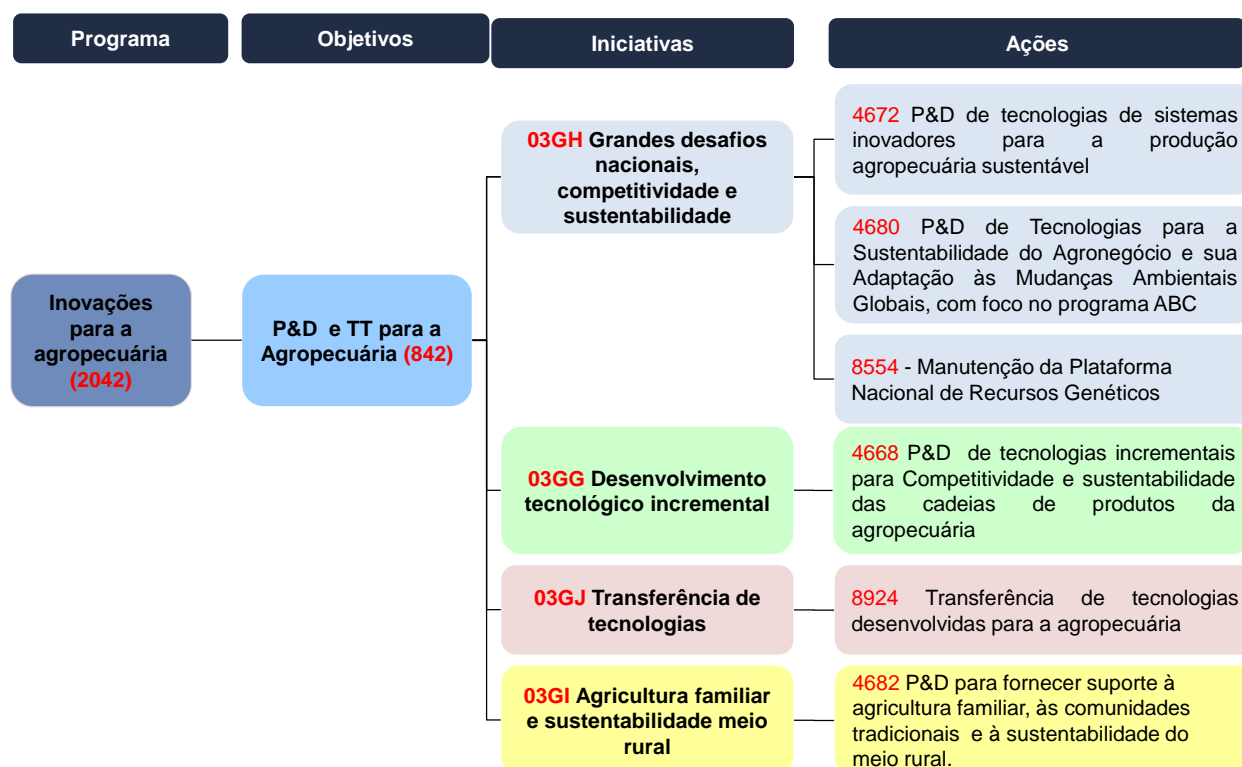 Programa
Objetivos
Iniciativas
Ações
Inovações
para a
agropecuária
(2042)
P&D e TT para a
Agropecuária (842)
03GH Grandes desafios
nacionais,
competitividade e
sustentabilidade
4672 P&D de tecnologias de sistemas
inovadores para a produção
agropecuária sustentável
4680 P&D de Tecnologias para a
Sustentabilidade do Agronegócio e sua
Adaptação às Mudanças Ambientais
Globais, com foco no programa ABC
8554 - Manutenção da Plataforma
Nacional de Recursos Genéticos
03GG Desenvolvimento
tecnológico incremental
4668 P&D de tecnologias incrementais
para Competitividade e sustentabilidade
das cadeias de produtos da
agropecuária
03GJ Transferência de
tecnologias
8924 Transferência de tecnologias
desenvolvidas para a agropecuária
03GI Agricultura familiar
e sustentabilidade meio
rural
4682 P&D para fornecer suporte à
agricultura familiar, às comunidades
tradicionais e à sustentabilidade do
meio rural.